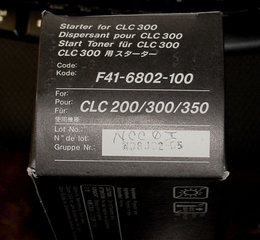 Starter for CLC 300
Dispersant pour CLC 300
Start Toner für CLC 300
CLC 300 用スターター
Code:
Kode: F41-6802-100
For:
Pour: CLC 200/300/350
Für:
使用機種
Lot No.:
N° de lot:
Gruppe Nr.: